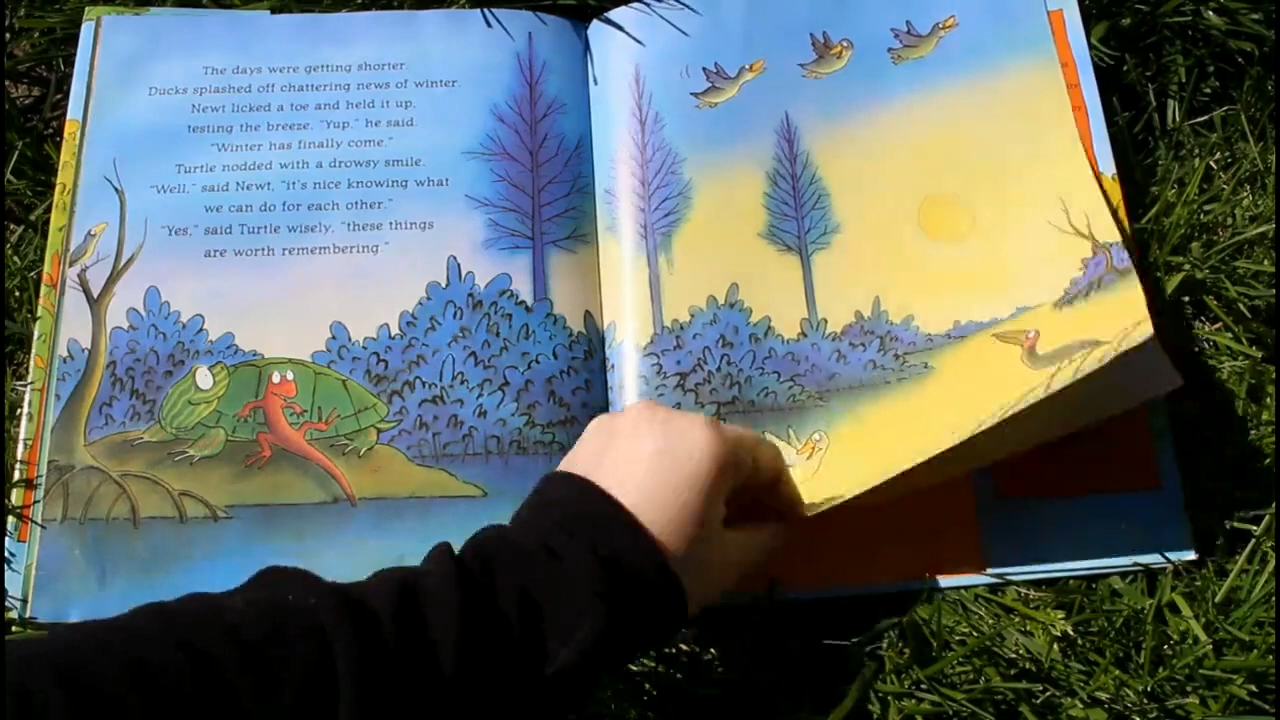 The days were getting shorter.
Ducks splashed off chattering news of winter.
Newt licked a toe and held it up,
testing the breeze. "Yup," he said.
"Winter has finally come."
Turtle nodded with a drowsy smile.
"Well," said Newt, "it's nice knowing what
we can do for each other."
"Yes," said Turtle wisely, "these things
are worth remembering."